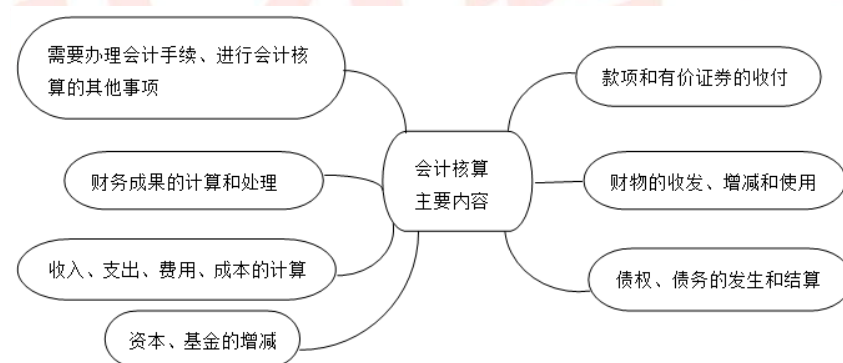 需要办理会计手续、进行会计核
算的其他事项
款项和有价证券的收付
财务成果的计算和处理
会计核算
主要内容
财物的收发、增减和使用
收入、支出、费用、成本的计算
债权、债务的发生和结算
资本、基金的增减